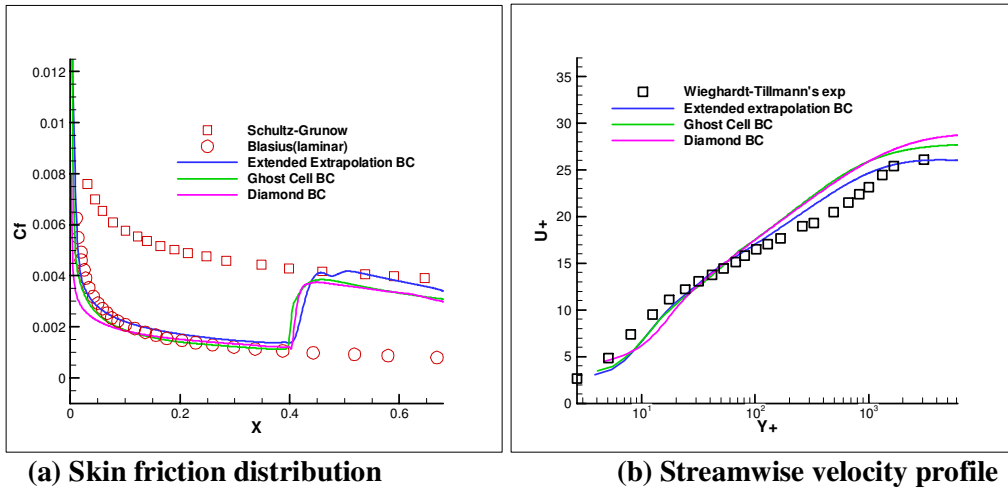 0.012
0.01
0.008
0.006
0.004
0.002
0
Cf
0
0.2
0.4
0.6
X
Schultz-Grunow
Blasius(laminar)
Extended Extrapolation BC
Ghost Cell BC
Diamond BC
35
30
25
20
15
10
5
0
U+
10¹
10²
10³
Y+
Wieghardt-Tillmann's exp
Extended extrapolation BC
Ghost Cell BC
Diamond BC
(a) Skin friction distribution
(b) Streamwise velocity profile